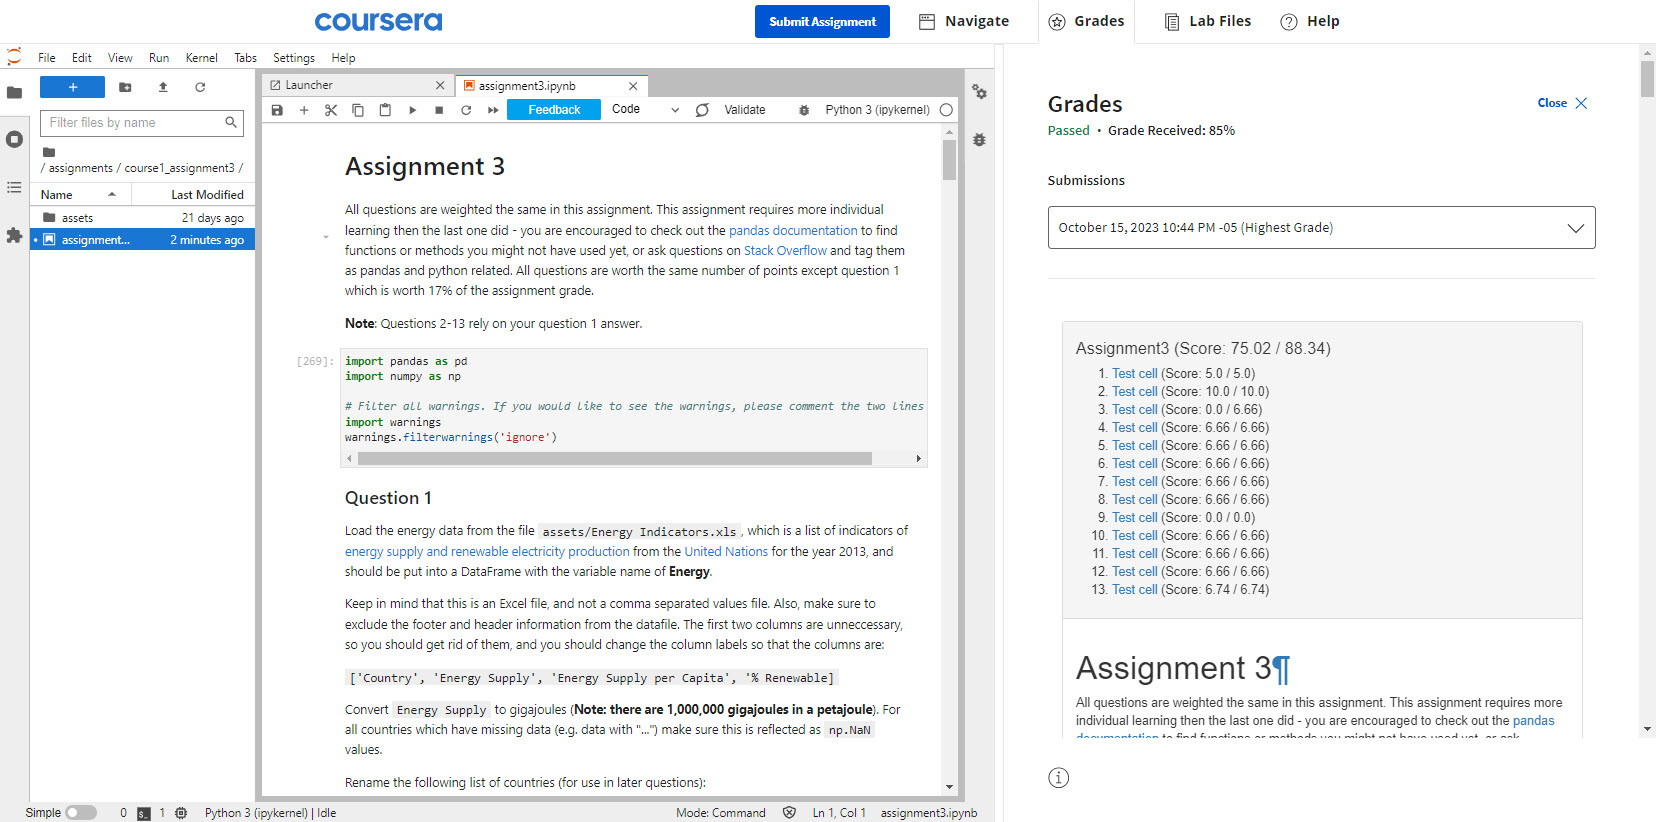 coursera
Submit Assignment
Navigate
Grades
Lab Files
Help
File Edit View Run Kernel Tabs Settings Help
+
Filter files by name
/ assignments / course1_assignment3 /
Name Last Modified
assets 21 days ago
assignment... 2 minutes ago
Launcher
assignment3.ipynb
Feedback
Code
Validate
Python 3 (ipykernel)
Assignment 3
All questions are weighted the same in this assignment. This assignment requires more individual
learning then the last one did - you are encouraged to check out the pandas documentation to find
functions or methods you might not have used yet, or ask questions on Stack Overflow and tag them
as pandas and python related. All questions are worth the same number of points except question 1
which is worth 17% of the assignment grade.
Note: Questions 2-13 rely on your question 1 answer.
[269]:
import pandas as pd
import numpy as np
# Filter all warnings. If you would like to see the warnings, please comment the two lines
import warnings
warnings.filterwarnings('ignore')
Question 1
Load the energy data from the file assets/Energy Indicators.xls, which is a list of indicators of
energy supply and renewable electricity production from the United Nations for the year 2013, and
should be put into a DataFrame with the variable name of Energy.
Keep in mind that this is an Excel file, and not a comma separated values file. Also, make sure to
exclude the footer and header information from the datafile. The first two columns are unneccessary,
so you should get rid of them, and you should change the column labels so that the columns are:
['Country', 'Energy Supply', 'Energy Supply per Capita', '% Renewable]
Convert Energy Supply to gigajoules (Note: there are 1,000,000 gigajoules in a petajoule). For
all countries which have missing data (e.g. data with "...") make sure this is reflected as np.NaN
values.
Rename the following list of countries (for use in later questions):
Simple 0 1 Python 3 (ipykernel) | Idle
Mode: Command Ln 1, Col 1 assignment3.ipynb
Grades
Close
Passed • Grade Received: 85%
Submissions
October 15, 2023 10:44 PM -05 (Highest Grade)
Assignment3 (Score: 75.02 / 88.34)
1. Test cell (Score: 5.0 / 5.0)
2. Test cell (Score: 10.0 / 10.0)
3. Test cell (Score: 0.0 / 6.66)
4. Test cell (Score: 6.66 / 6.66)
5. Test cell (Score: 6.66 / 6.66)
6. Test cell (Score: 6.66 / 6.66)
7. Test cell (Score: 6.66 / 6.66)
8. Test cell (Score: 6.66 / 6.66)
9. Test cell (Score: 0.0 / 0.0)
10. Test cell (Score: 6.66 / 6.66)
11. Test cell (Score: 6.66 / 6.66)
12. Test cell (Score: 6.66 / 6.66)
13. Test cell (Score: 6.74 / 6.74)
Assignment 3¶
All questions are weighted the same in this assignment. This assignment requires more
individual learning then the last one did - you are encouraged to check out the pandas
documentation to find functions or methods you might not have used yet, or ask